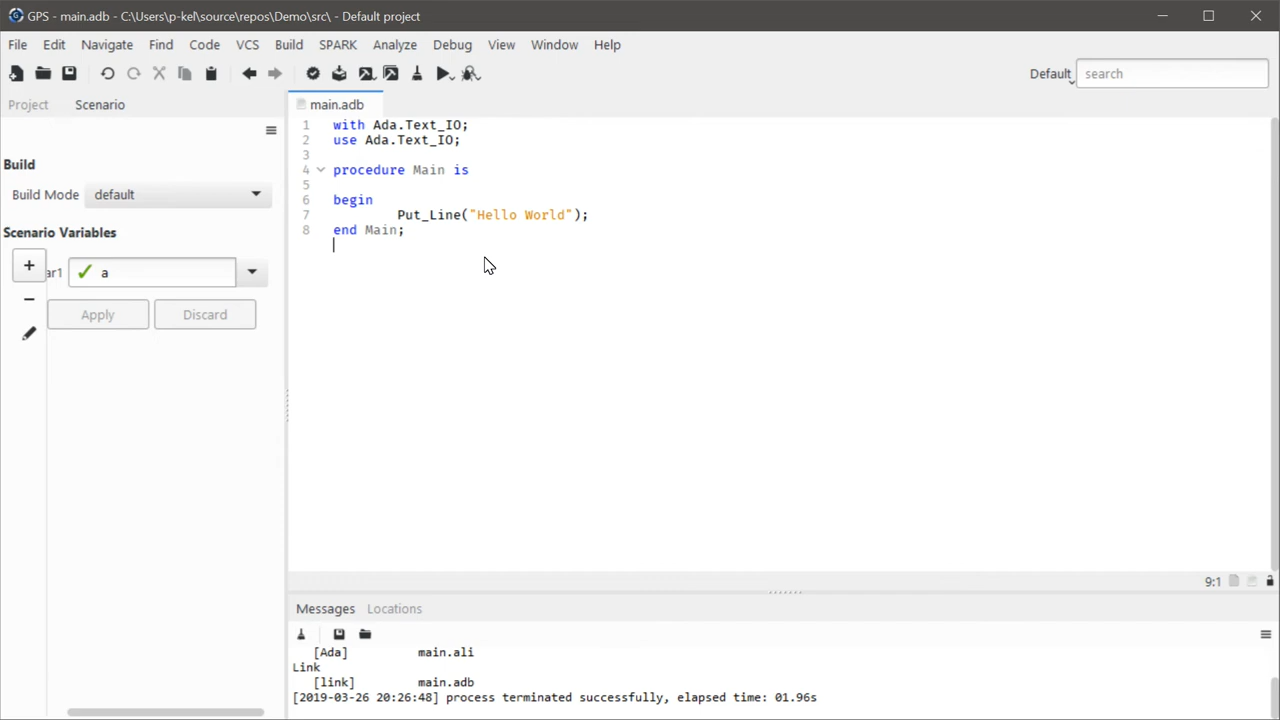 GPS - main.adb - C:\Users\p-kel\source\repos\Demo\src\ - Default project
File Edit Navigate Find Code VCS Build SPARK Analyze Debug View Window Help
Default search
Project Scenario
main.adb
Build
Build Mode default
Scenario Variables
ar1 a
Apply Discard
1 with Ada.Text_IO;
2 use Ada.Text_IO;
3
4 procedure Main is
5
6 begin
7 Put_Line("Hello World");
8 end Main;
9:1
Messages Locations
[Ada] main.ali
Link
[link] main.adb
[2019-03-26 20:26:48] process terminated successfully, elapsed time: 01.96s